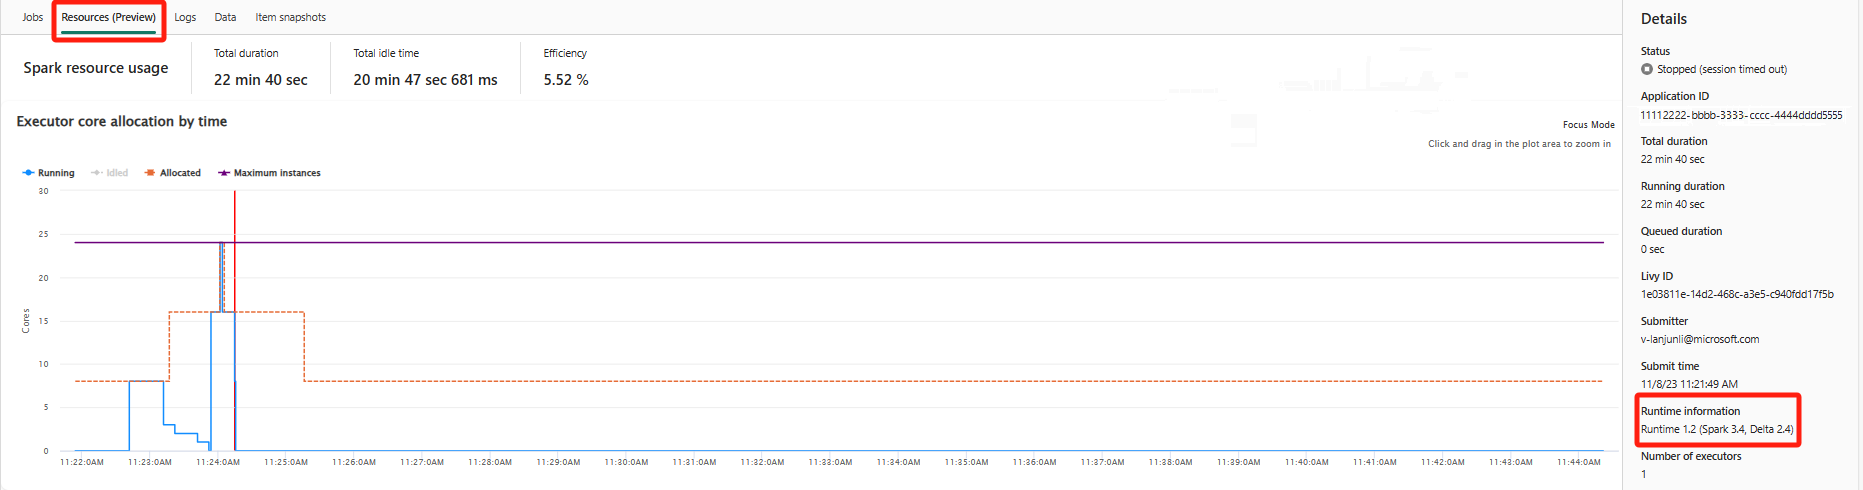 Jobs Resources (Preview) Logs Data Item snapshots
Spark resource usage
Total duration
22 min 40 sec
Total idle time
20 min 47 sec 681 ms
Efficiency
5.52 %
Executor core allocation by time
Focus Mode
Click and drag in the plot area to zoom in
Running Idled Allocated Maximum instances
30
25
20
15
10
5
0
Cores
11:22:0AM 11:23:0AM 11:24:0AM 11:25:0AM 11:26:0AM 11:27:0AM 11:28:0AM 11:29:0AM 11:30:0AM 11:31:0AM 11:32:0AM 11:33:0AM 11:34:0AM 11:35:0AM 11:36:0AM 11:37:0AM 11:38:0AM 11:39:0AM 11:40:0AM 11:41:0AM 11:42:0AM 11:43:0AM 11:44:0AM
Details
Status
Stopped (session timed out)
Application ID
11112222-bbbb-3333-cccc-4444dddd5555
Total duration
22 min 40 sec
Running duration
22 min 40 sec
Queued duration
0 sec
Livy ID
1e03811e-14d2-468c-a3e5-c940fdd17f5b
Submitter
v-lanjunli@microsoft.com
Submit time
11/8/23 11:21:49 AM
Runtime information
Runtime 1.2 (Spark 3.4, Delta 2.4)
Number of executors
1